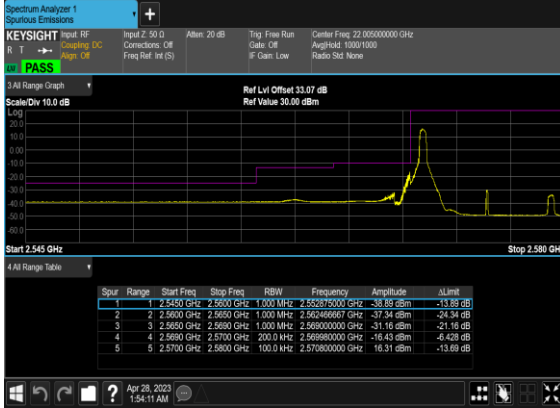 Spectrum Analyzer 1
Spurious Emissions
+
KEYSIGHT Input: RF Input Z: 50 Ω Atten: 20 dB Trig: Free Run Center Freq: 22.005000000 GHz
R T Coupling: DC Corrections: Off Gate: Off Avg|Hold: 1000/1000
Align: Off Freq Ref: Int (S) IF Gain: Low Radio Std: None
LW PASS
3 All Range Graph
Ref Lvl Offset 33.07 dB
Scale/Div 10.0 dB Ref Value 30.00 dBm
Log
20.0
10.0
0.00
-10.0
-20.0
-30.0
-40.0
-50.0
-60.0
Start 2.545 GHz Stop 2.580 GH
4 All Range Table
Spur Range Start Freq Stop Freq RBW Frequency Amplitude ΔLimit
1 1 2.5450 GHz 2.5600 GHz 1.000 MHz 2.552875000 GHz -38.89 dBm -13.89 dB
2 2 2.5600 GHz 2.5650 GHz 1.000 MHz 2.562466667 GHz -37.34 dBm -24.34 dB
3 3 2.5650 GHz 2.5690 GHz 1.000 MHz 2.569000000 GHz -31.16 dBm -21.16 dB
4 4 2.5690 GHz 2.5700 GHz 200.0 kHz 2.569980000 GHz -16.43 dBm -6.428 dB
5 5 2.5700 GHz 2.5800 GHz 100.0 kHz 2.570800000 GHz 16.31 dBm -13.69 dB
? Apr 28, 2023
1:54:11 AM